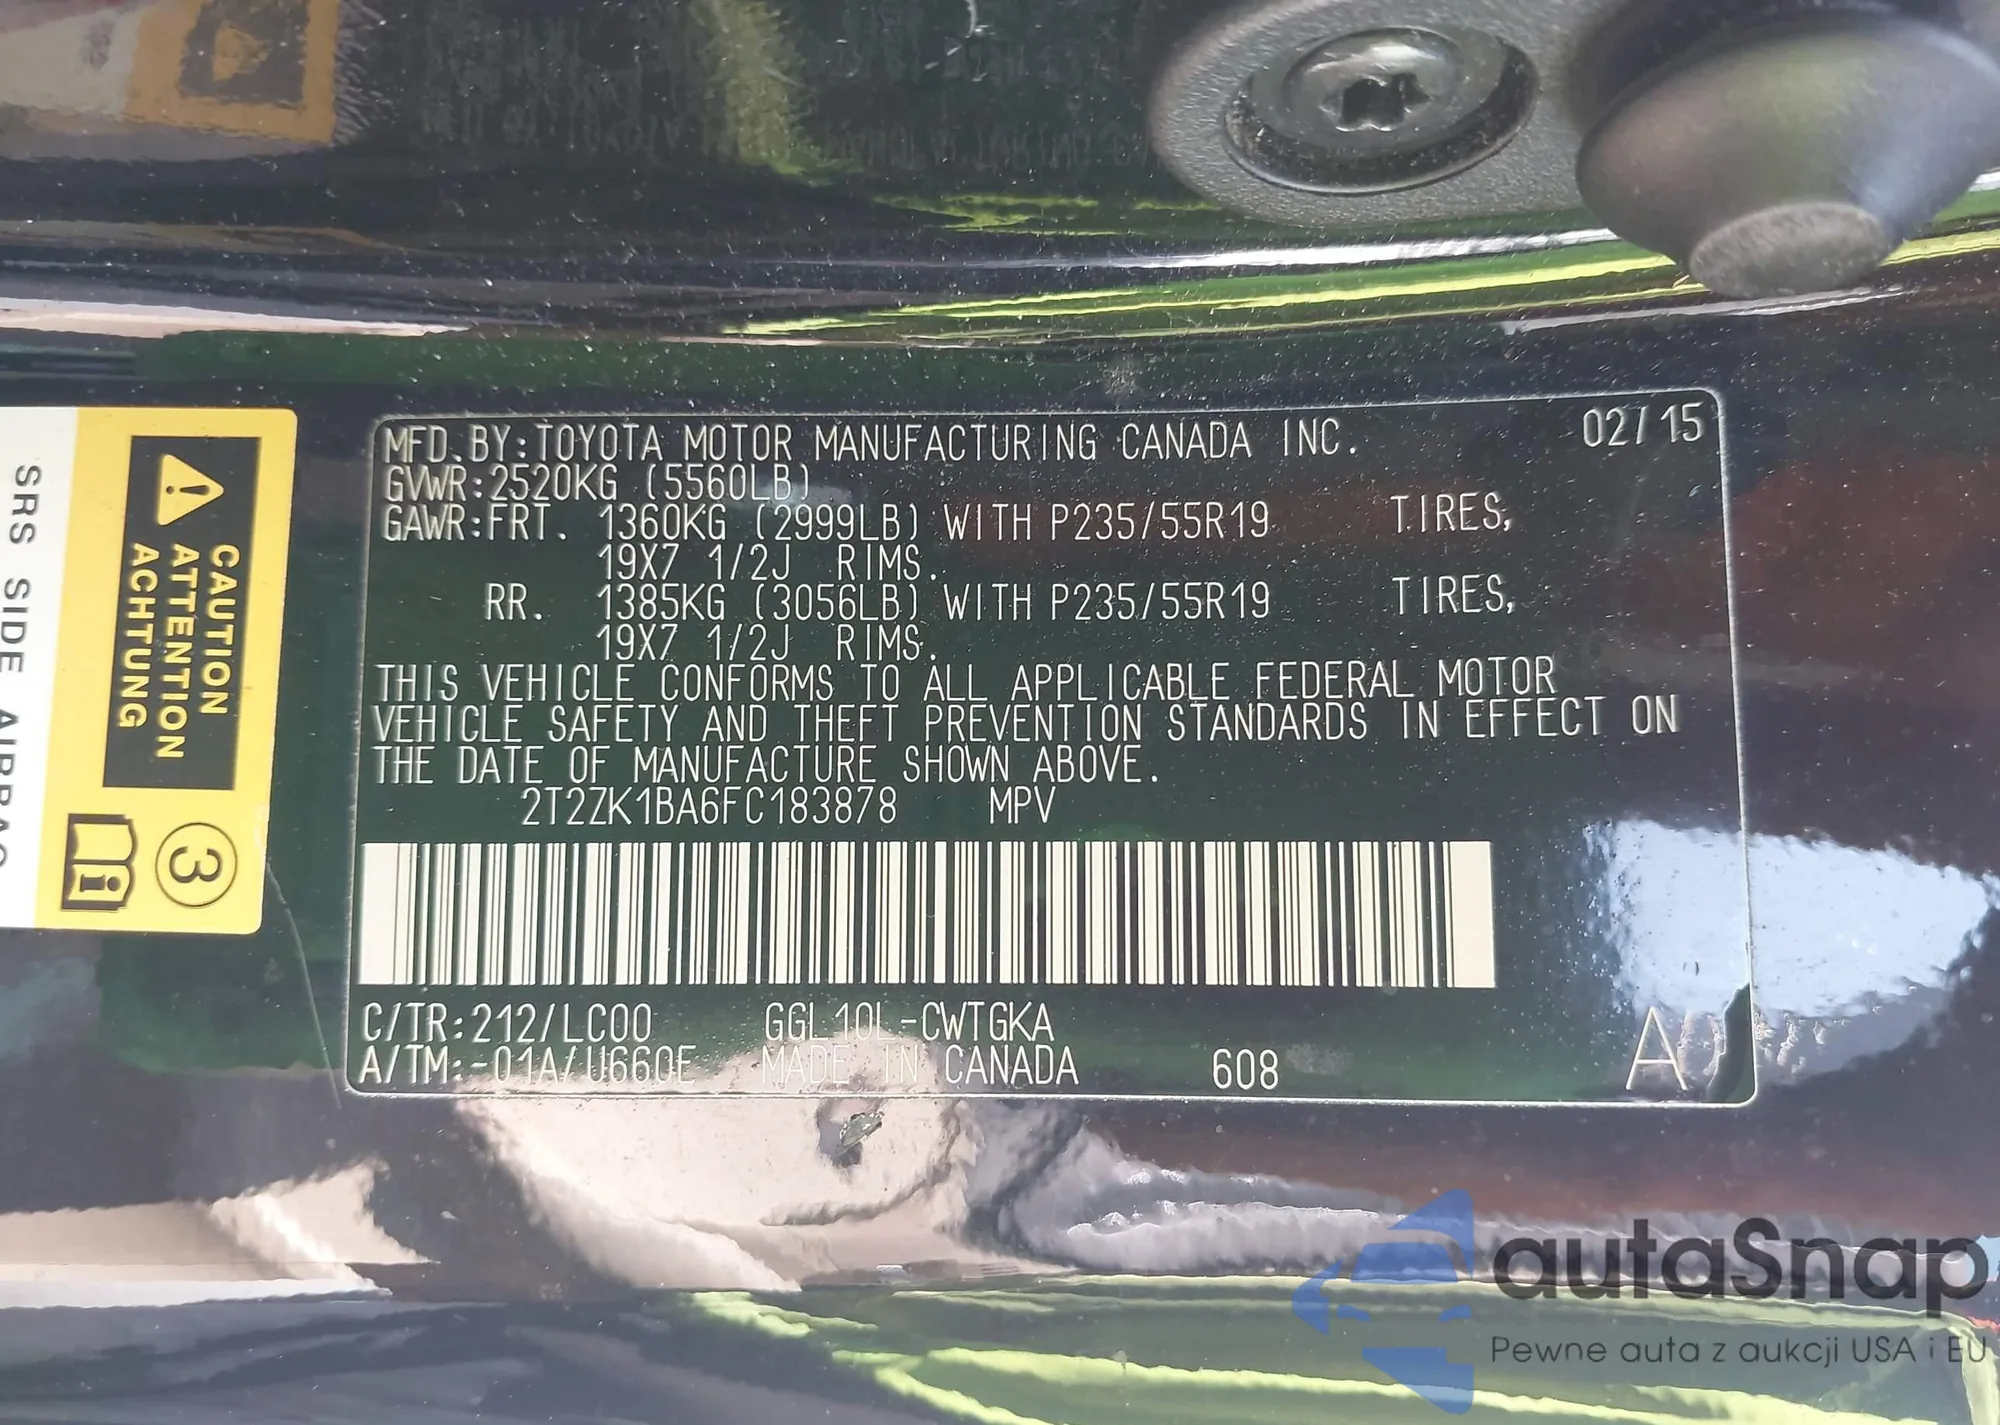 MFD.BY:TOYOTA MOTOR MANUFACTURING CANADA INC. 02/15
GVWR:2520KG (5560LB)
GAWR:FRT. 1360KG (2999LB) WITH P235/55R19 TIRES,
19X7 1/2J RIMS.
RR. 1385KG (3056LB) WITH P235/55R19 TIRES,
19X7 1/2J RIMS.
THIS VEHICLE CONFORMS TO ALL APPLICABLE FEDERAL MOTOR
VEHICLE SAFETY AND THEFT PREVENTION STANDARDS IN EFFECT ON
THE DATE OF MANUFACTURE SHOWN ABOVE.
2T2ZK1BA6FC183878 MPV
C/TR:212/LC00 GGL10L-CWTGKA
A/TM:-01A/U660E MADE IN CANADA 608 A
CAUTION
ATTENTION
ACHTUNG
3
i
SRS SIDE AIRBAG
autaSnap
Pewne auta z aukcji USA i EU